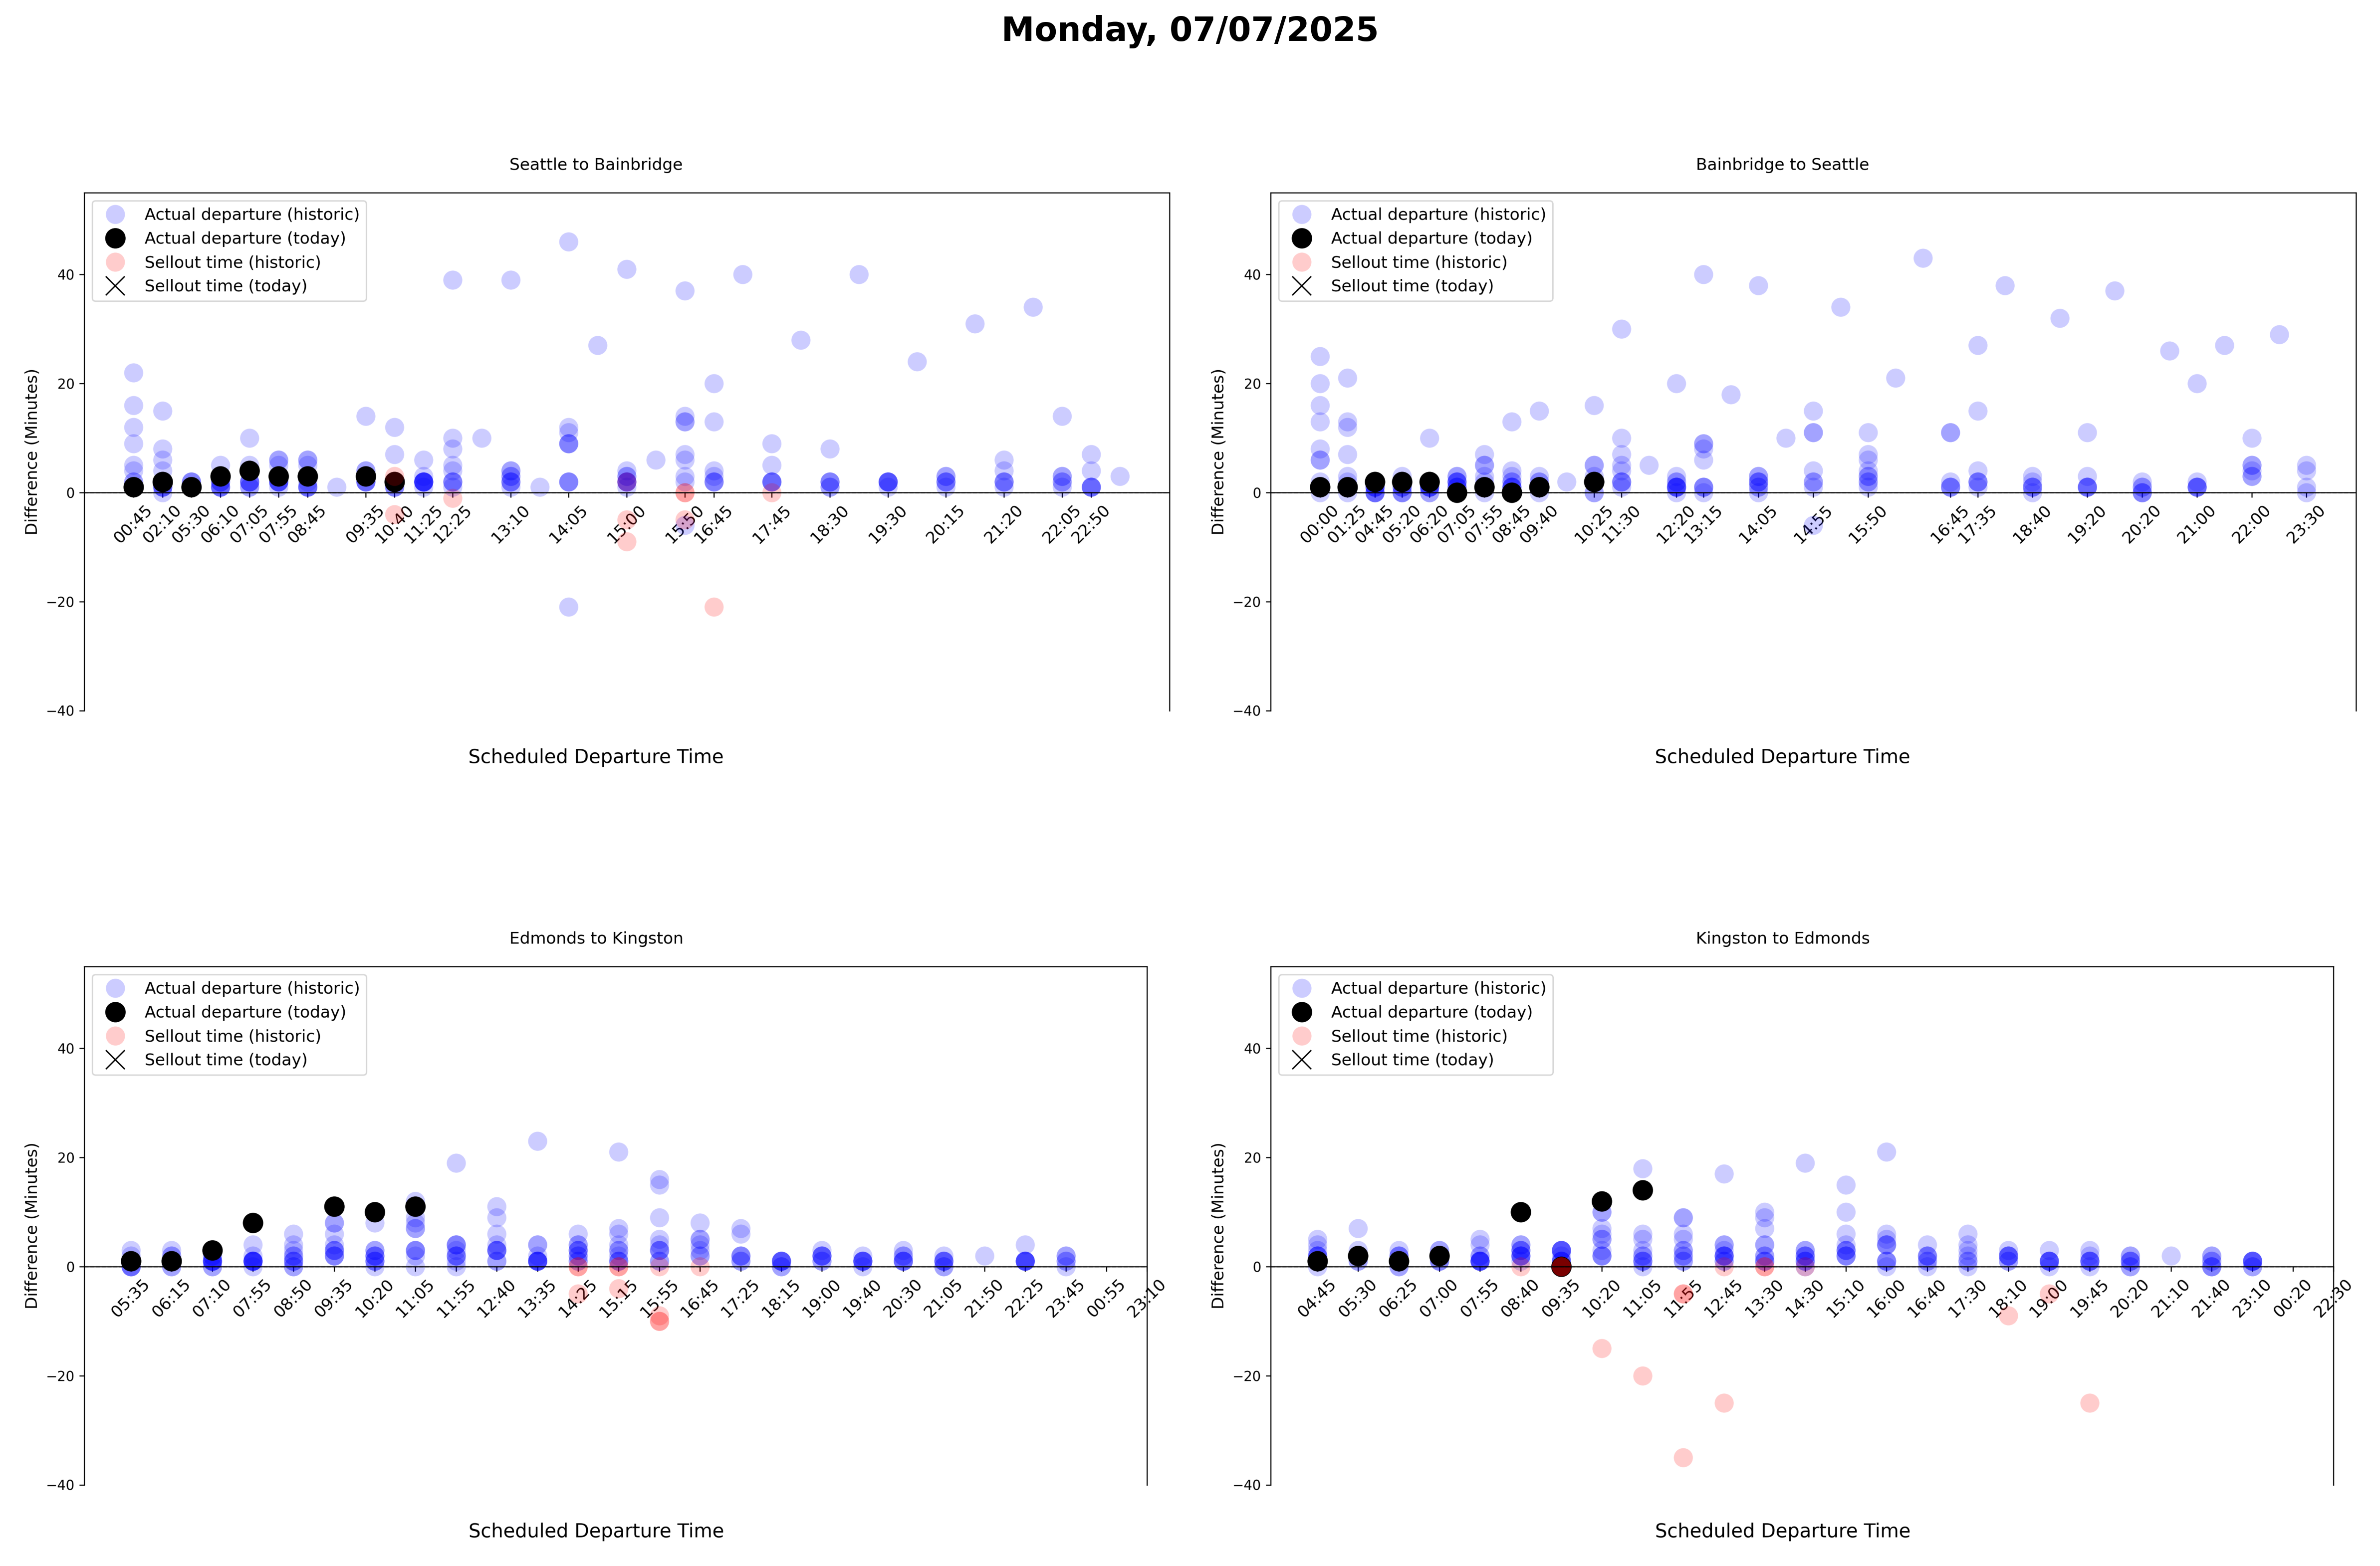 Monday, 07/07/2025
Seattle to Bainbridge
Actual departure (historic)
Actual departure (today)
Sellout time (historic)
Sellout time (today)
Difference (Minutes)
40
20
0
−20
−40
00:45 02:10 05:30 06:10 07:05 07:55 08:45 09:35 10:40 11:25 12:25 13:10 14:05 15:00 15:50 16:45 17:45 18:30 19:30 20:15 21:20 22:05 22:50
Scheduled Departure Time
Bainbridge to Seattle
Actual departure (historic)
Actual departure (today)
Sellout time (historic)
Sellout time (today)
Difference (Minutes)
40
20
0
−20
−40
00:00 01:25 04:45 05:20 06:20 07:05 07:55 08:45 09:40 10:25 11:30 12:20 13:15 14:05 14:55 15:50 16:45 17:35 18:40 19:20 20:20 21:00 22:00 23:30
Scheduled Departure Time
Edmonds to Kingston
Actual departure (historic)
Actual departure (today)
Sellout time (historic)
Sellout time (today)
Difference (Minutes)
40
20
0
−20
−40
05:35 06:15 07:10 07:55 08:50 09:35 10:20 11:05 11:55 12:40 13:35 14:25 15:15 15:55 16:45 17:25 18:15 19:00 19:40 20:30 21:05 21:50 22:25 23:45 00:55 23:10
Scheduled Departure Time
Kingston to Edmonds
Actual departure (historic)
Actual departure (today)
Sellout time (historic)
Sellout time (today)
Difference (Minutes)
40
20
0
−20
−40
04:45 05:30 06:25 07:00 07:55 08:40 09:35 10:20 11:05 11:55 12:45 13:30 14:30 15:10 16:00 16:40 17:30 18:10 19:00 19:45 20:20 21:10 21:40 23:10 00:20 22:30
Scheduled Departure Time